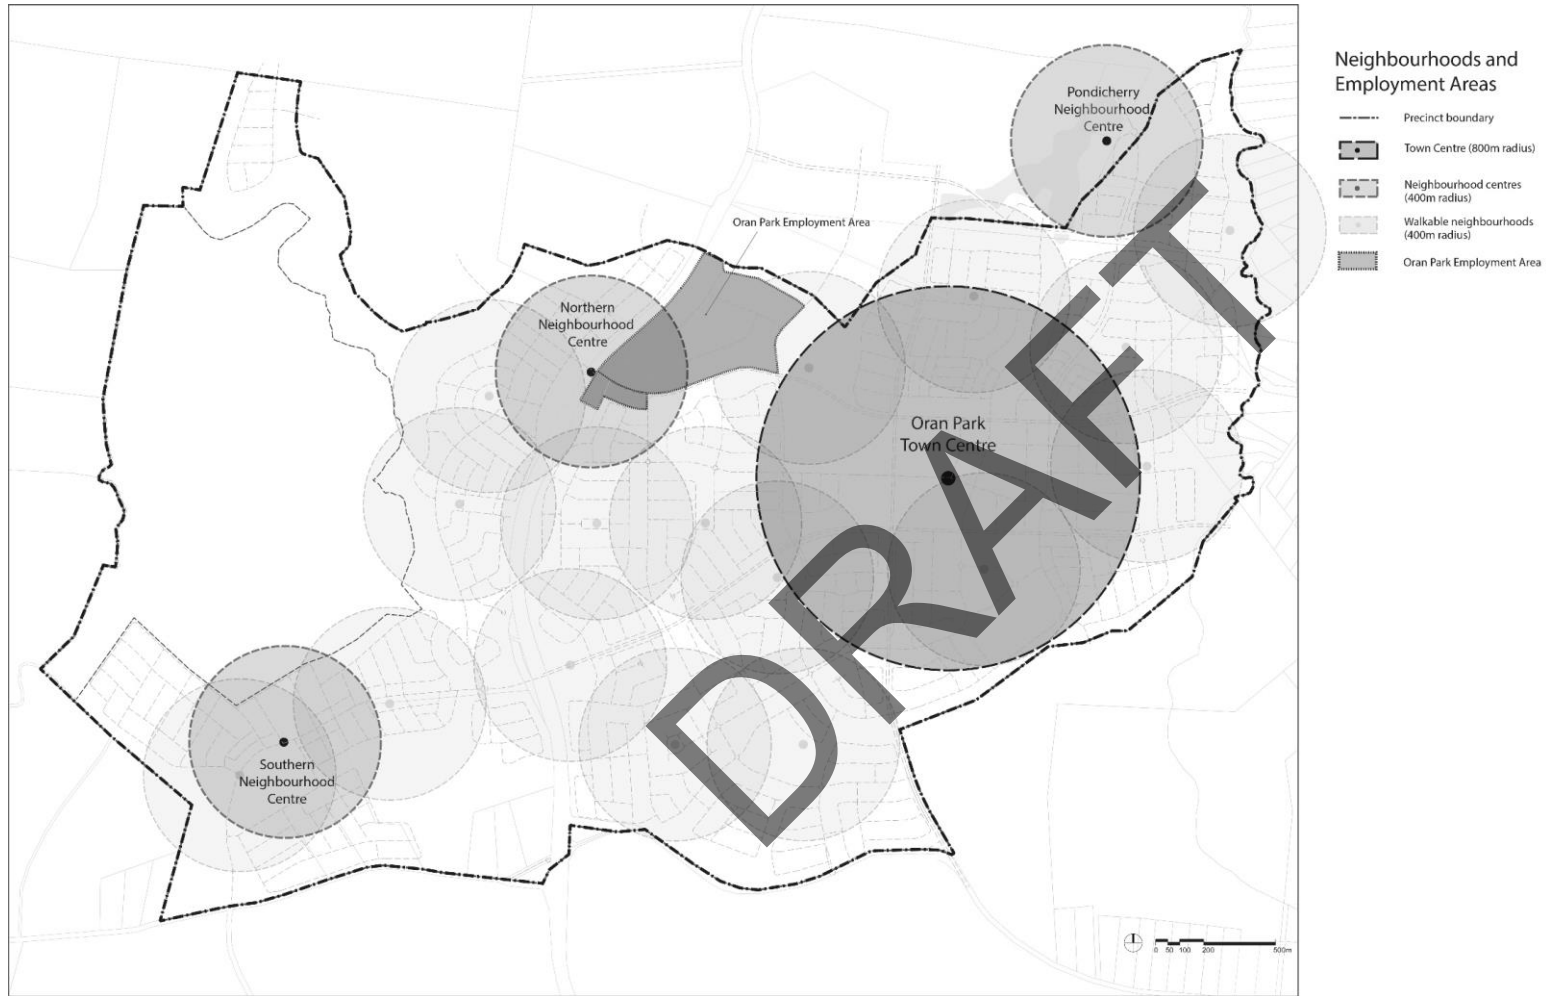 Neighbourhoods and
Employment Areas
Precinct boundary
Town Centre (800m radius)
Neighbourhood centres
(400m radius)
Walkable neighbourhoods
(400m radius)
Oran Park Employment Area
Pondicherry
Neighbourhood
Centre
Oran Park Employment Area
Northern
Neighbourhood
Centre
Oran Park
Town Centre
Southern
Neighbourhood
Centre
DRAFT
0 50 100 200 500m